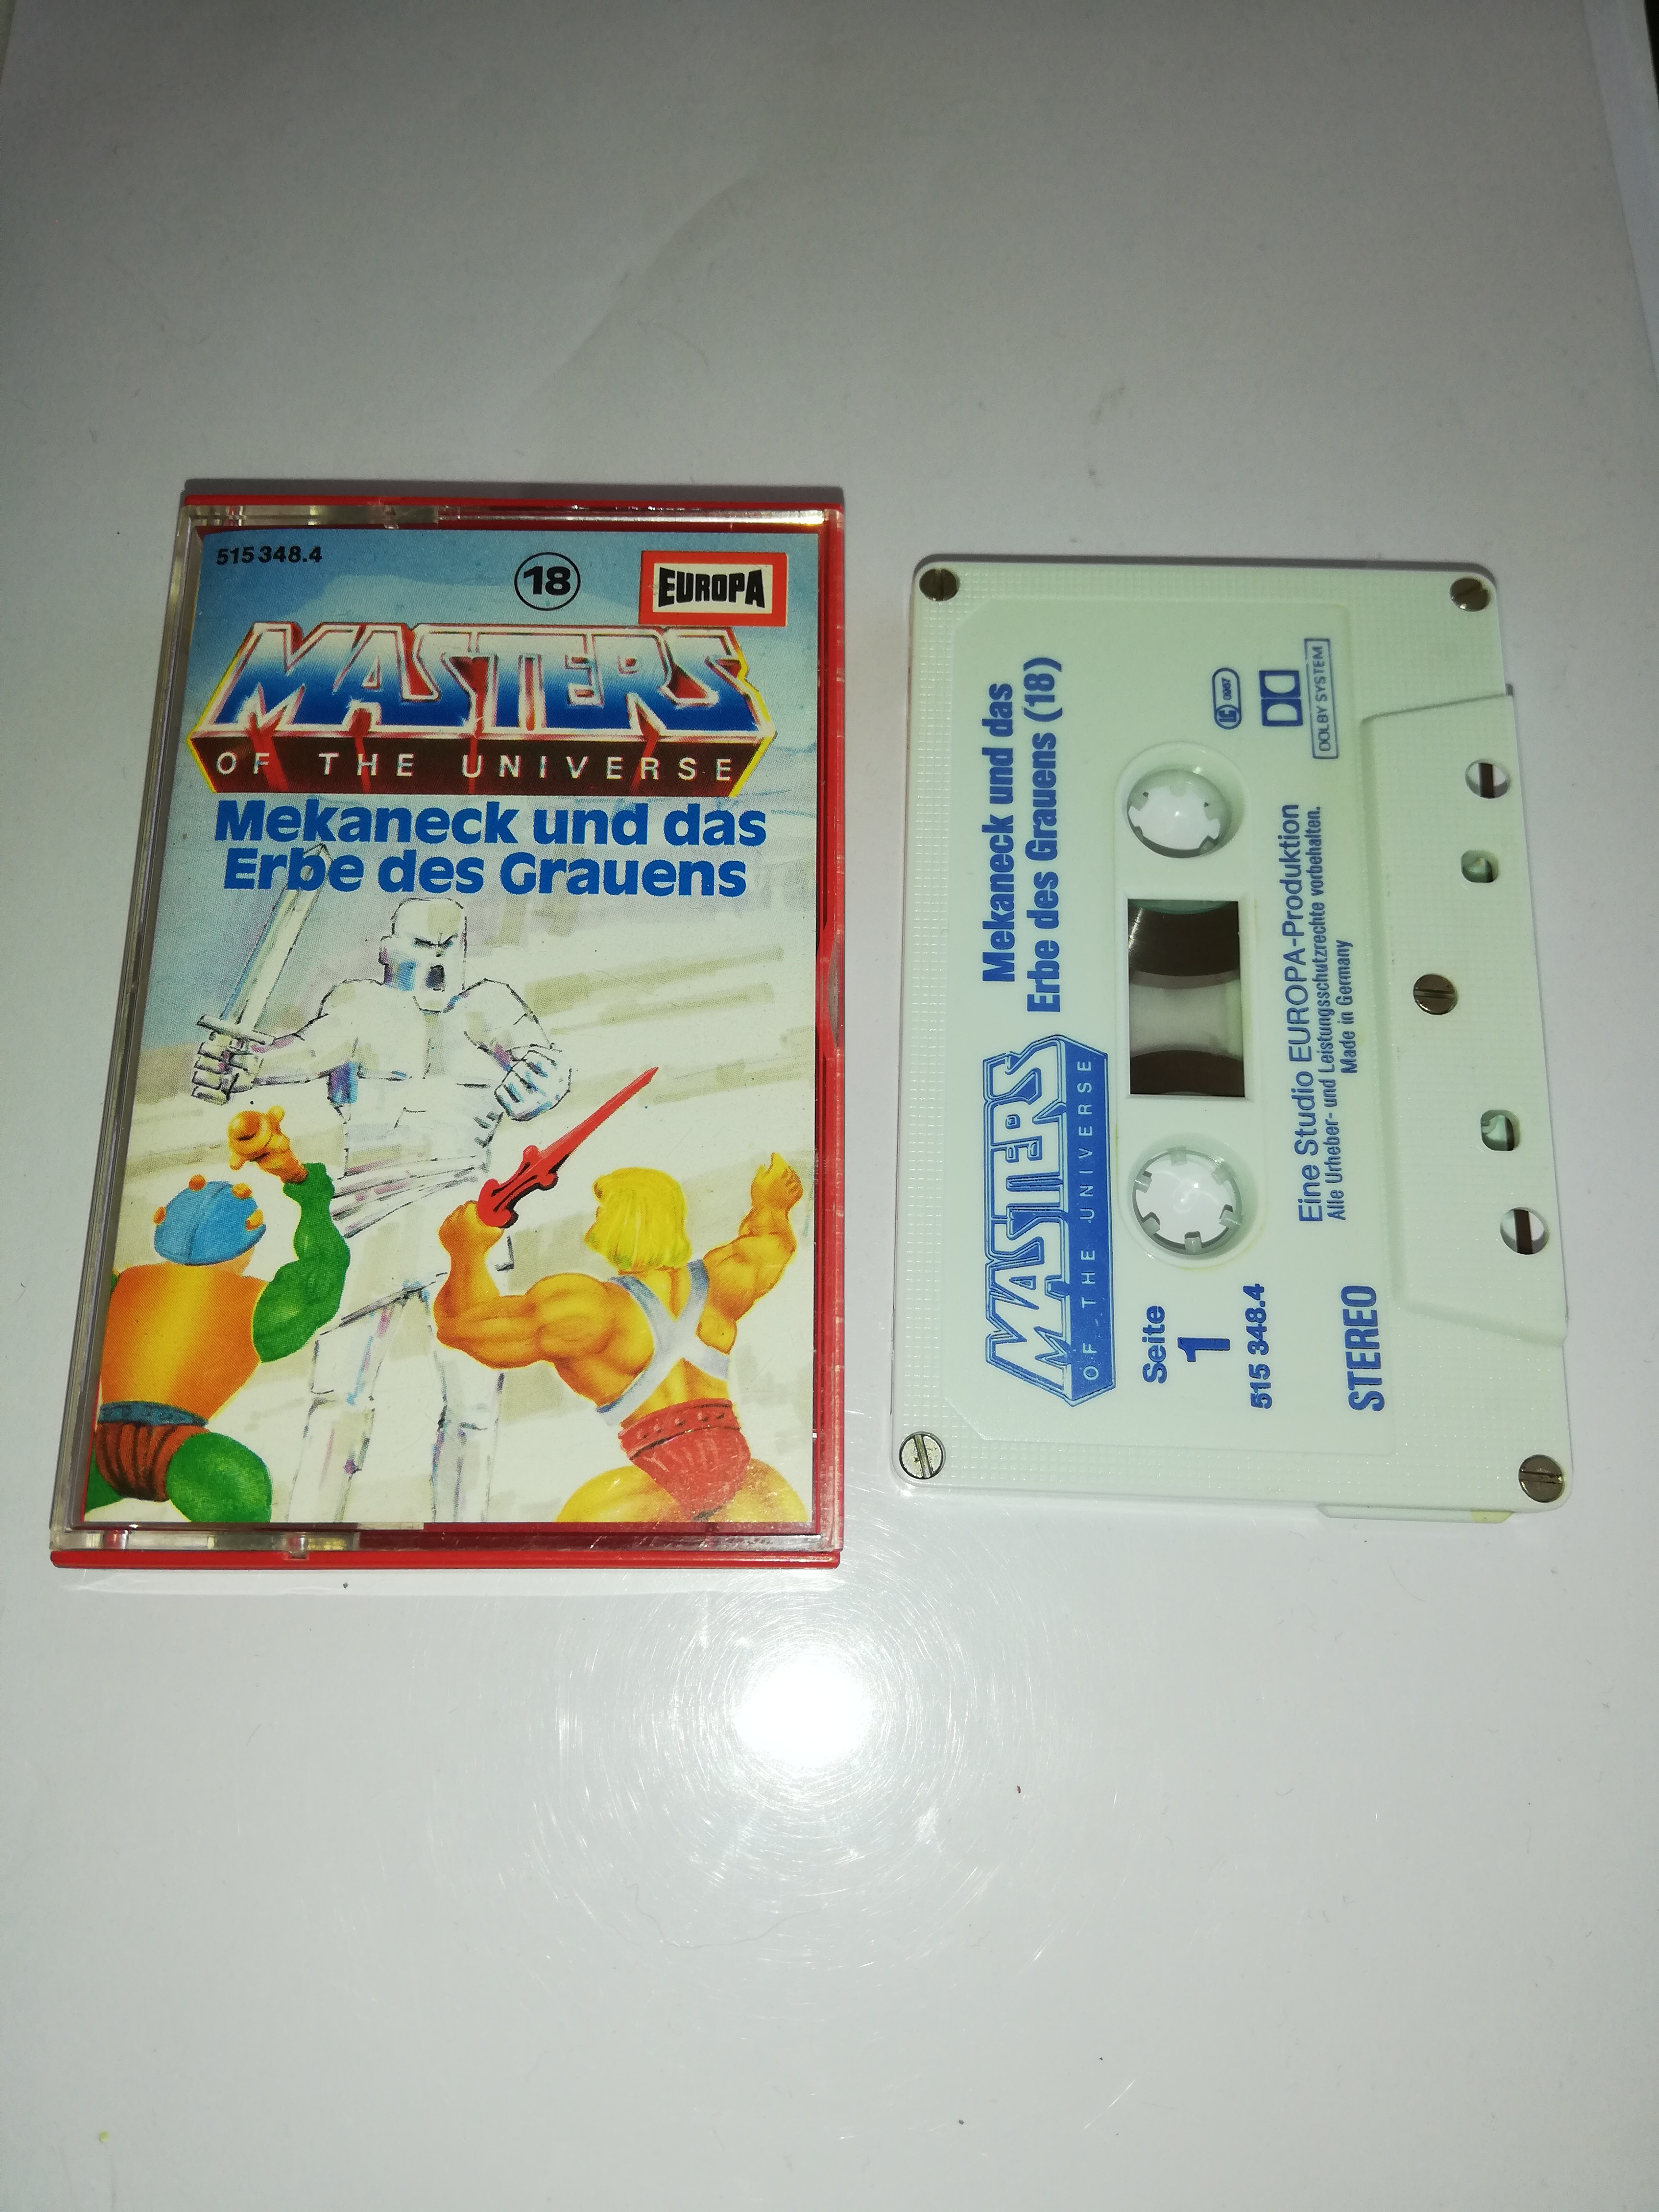 515 348.4
18
EUROPA
MASTERS
OF THE UNIVERSE
Mekaneck und das
Erbe des Grauens
MASTERS
OF THE UNIVERSE
Mekaneck und das
Erbe des Grauens (18)
Seite
1
515 348.4
STEREO
LC 0967
DOLBY SYSTEM
Eine Studio EUROPA-Produktion
Alle Urheber- und Leistungsschutzrechte vorbehalten.
Made in Germany